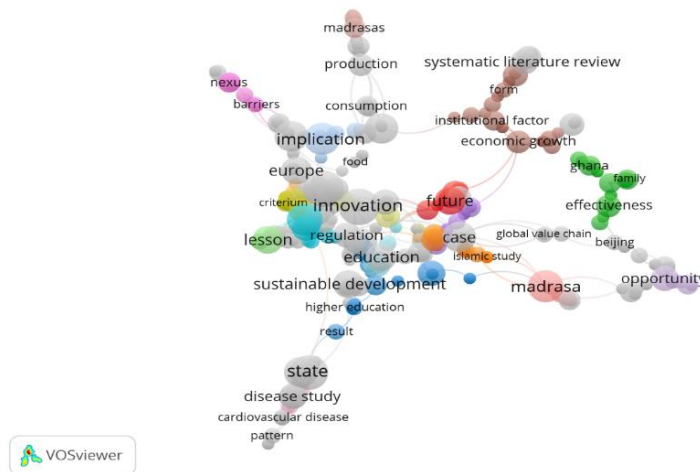 madrasas
production
systematic literature review
nexus
form
barriers
consumption
institutional factor
implication
economic growth
food
ghana
europe
family
criterium
innovation
future
effectiveness
lesson
regulation
case
global value chain
beijing
education
islamic study
sustainable development
madrasa
opportunity
higher education
result
state
disease study
cardiovascular disease
pattern
VOSviewer